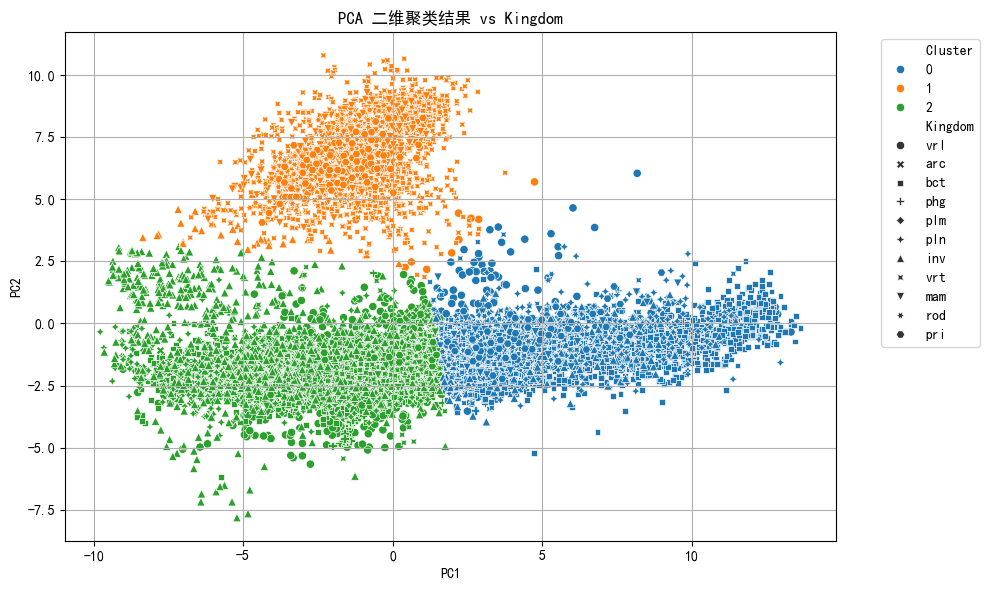 PCA 二维聚类结果 vs Kingdom
10.0
7.5
5.0
2.5
0.0
−2.5
−5.0
−7.5
PC2
−10
−5
0
5
10
PC1
Cluster
0
1
2
Kingdom
vrl
arc
bct
phg
plm
pln
inv
vrt
mam
rod
pri